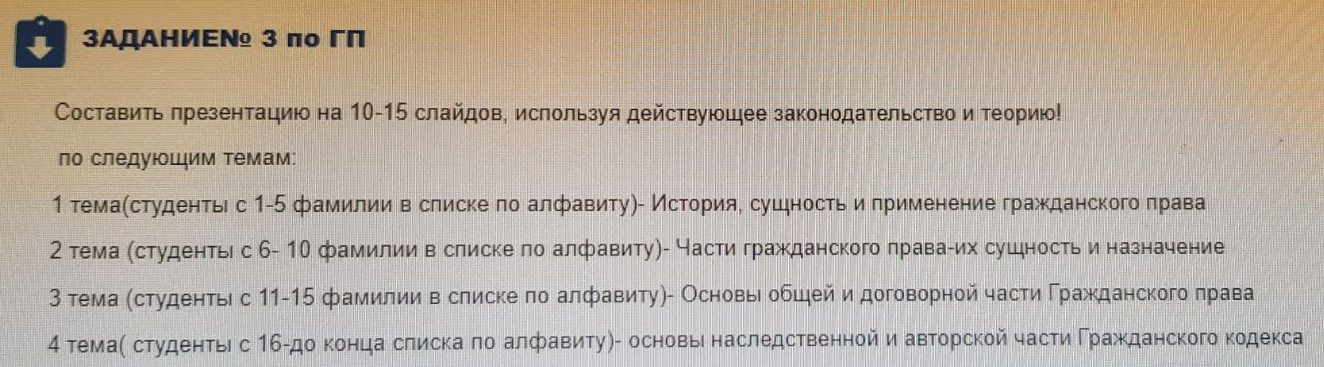 ЗАДАНИЕ№ 3 по ГП
Составить презентацию на 10-15 слайдов, используя действующее законодательство и теорию!
по следующим темам:
1 тема(студенты с 1-5 фамилии в списке по алфавиту)- История, сущность и применение гражданского права
2 тема (студенты с 6- 10 фамилии в списке по алфавиту)- Части гражданского права-их сущность и назначение
3 тема (студенты с 11-15 фамилии в списке по алфавиту)- Основы общей и договорной части Гражданского права
4 тема( студенты с 16-до конца списка по алфавиту)- основы наследственной и авторской части Гражданского кодекса